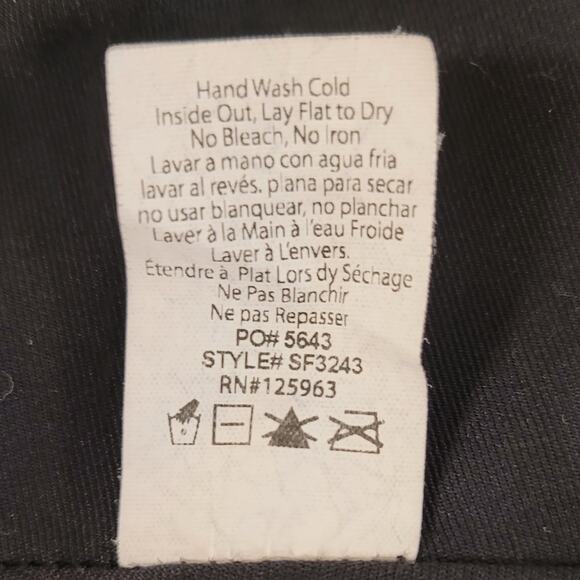 Hand Wash Cold
Inside Out, Lay Flat to Dry
No Bleach, No Iron
Lavar a mano con agua fria
lavar al revés. plana para secar
no usar blanquear, no planchar
Laver à la Main à l'eau Froide
Laver à L'envers.
Étendre à Plat Lors dy Séchage
Ne Pas Blanchir
Ne pas Repasser
PO# 5643
STYLE# SF3243
RN#125963